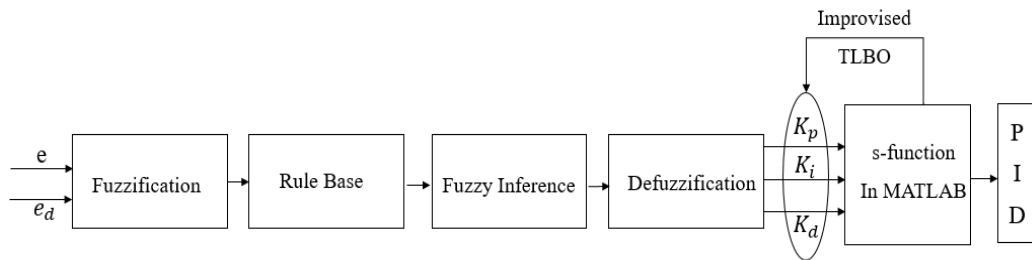 Improvised
TLBO
e
e_d
Fuzzification
Rule Base
Fuzzy Inference
Defuzzification
K_p
K_i
K_d
s-function
In MATLAB
P
I
D